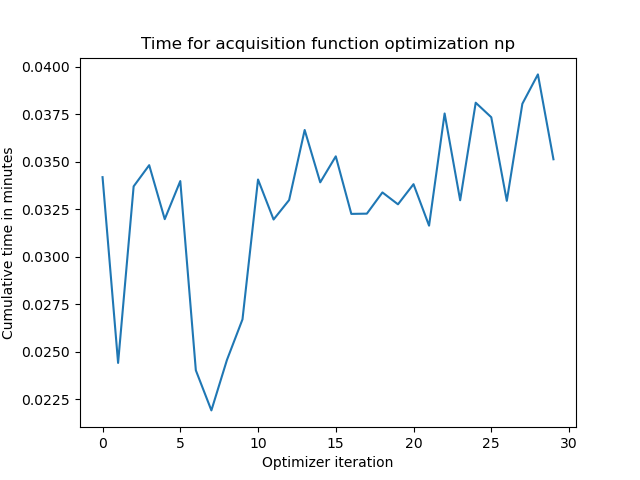 Time for acquisition function optimization np
0.0400
0.0375
0.0350
0.0325
0.0300
0.0275
0.0250
0.0225
Cumulative time in minutes
0 5 10 15 20 25 30
Optimizer iteration